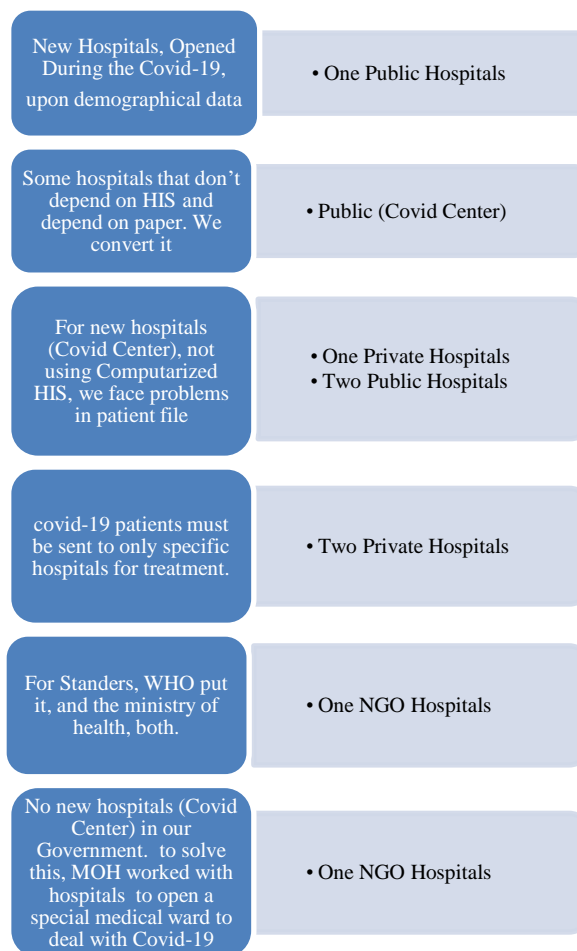 New Hospitals, Opened
During the Covid-19,
upon demographical data
• One Public Hospitals
Some hospitals that don’t
depend on HIS and
depend on paper. We
convert it
• Public (Covid Center)
For new hospitals
(Covid Center), not
using Computarized
HIS, we face problems
in patient file
• One Private Hospitals
• Two Public Hospitals
covid-19 patients must
be sent to only specific
hospitals for treatment.
• Two Private Hospitals
For Standers, WHO put
it, and the ministry of
health, both.
• One NGO Hospitals
No new hospitals (Covid
Center) in our
Government. to solve
this, MOH worked with
hospitals to open a
special medical ward to
deal with Covid-19
• One NGO Hospitals